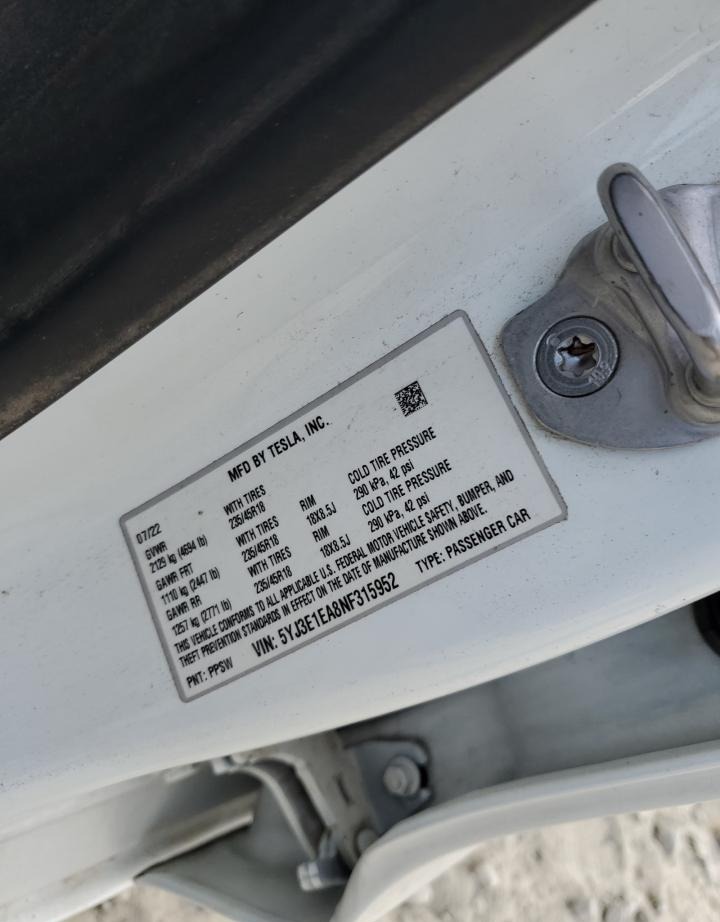 MFD BY TESLA, INC.
07/22
GVWR WITH TIRES RIM COLD TIRE PRESSURE
2129 kg (4694 lb) 235/45R18 18X8.5J 290 kPa, 42 psi
GAWR FRT WITH TIRES RIM COLD TIRE PRESSURE
1110 kg (2447 lb) 235/45R18 18X8.5J 290 kPa, 42 psi
GAWR RR WITH TIRES
1257 kg (2771 lb) 235/45R18
THIS VEHICLE CONFORMS TO ALL APPLICABLE U.S. FEDERAL MOTOR VEHICLE SAFETY, BUMPER, AND
THEFT PREVENTION STANDARDS IN EFFECT ON THE DATE OF MANUFACTURE SHOWN ABOVE.
PNT: PPSW VIN: 5YJ3E1EA8NF315952 TYPE: PASSENGER CAR